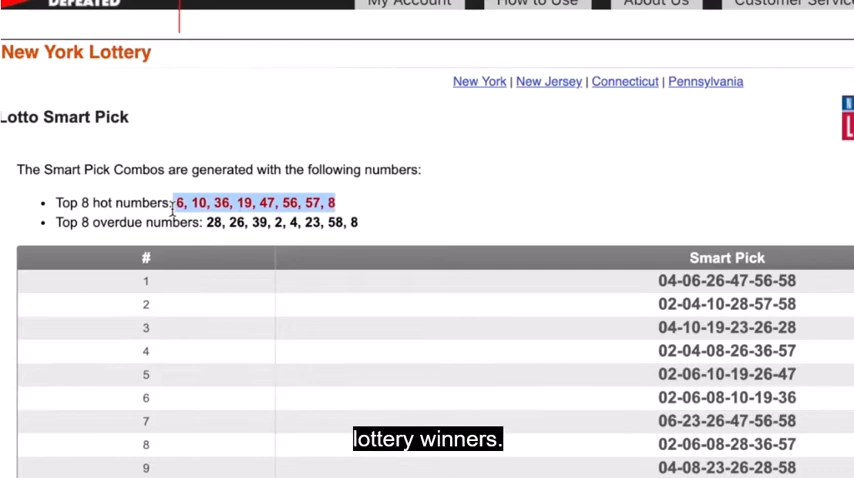 DEFEATED
My Account How to Use About Us Customer Service
New York Lottery
New York | New Jersey | Connecticut | Pennsylvania
Lotto Smart Pick
N
L
The Smart Pick Combos are generated with the following numbers:
• Top 8 hot numbers: 6, 10, 36, 19, 47, 56, 57, 8
• Top 8 overdue numbers: 28, 26, 39, 2, 4, 23, 58, 8
# Smart Pick
1 04-06-26-47-56-58
2 02-04-10-28-57-58
3 04-10-19-23-26-28
4 02-04-08-26-36-57
5 02-06-10-19-26-47
6 02-06-08-10-19-36
7 06-23-26-47-56-58
8 02-06-08-28-36-57
9 04-08-23-26-28-58
lottery winners.